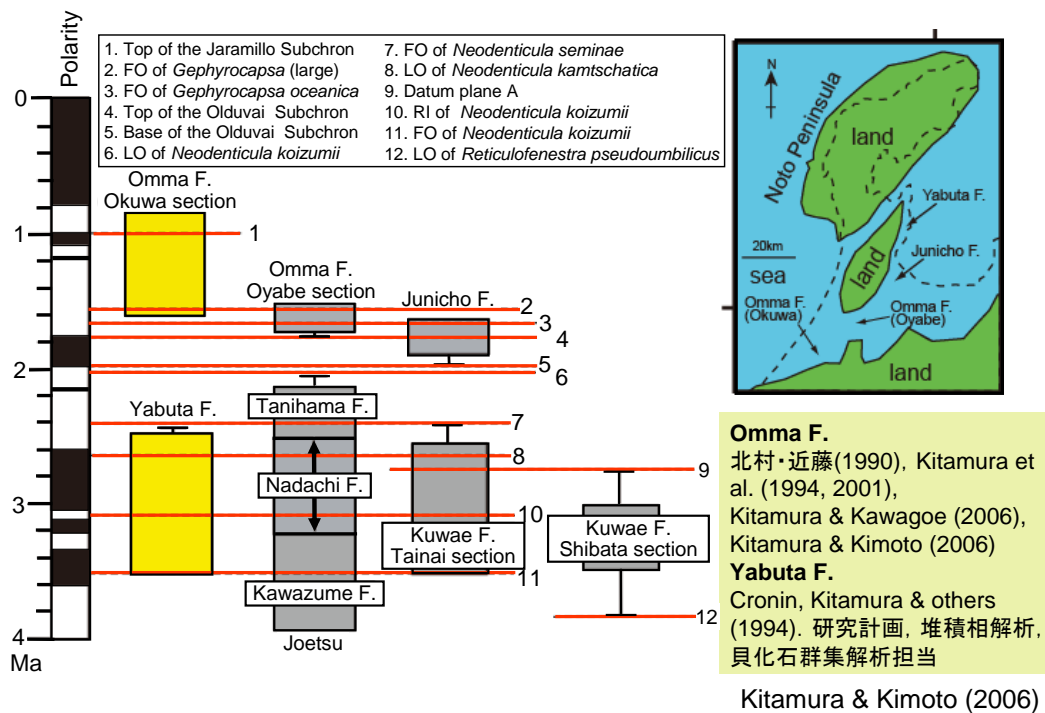 Polarity
1. Top of the Jaramillo Subchron
2. FO of Gephyrocapsa (large)
3. FO of Gephyrocapsa oceanica
4. Top of the Olduvai Subchron
5. Base of the Olduvai Subchron
6. LO of Neodenticula koizumii
7. FO of Neodenticula seminae
8. LO of Neodenticula kamtschatica
9. Datum plane A
10. RI of Neodenticula koizumii
11. FO of Neodenticula koizumii
12. LO of Reticulofenestra pseudoumbilicus
0
1
2
3
4
Ma
Omma F.
Okuwa section
1
Omma F.
Oyabe section
Junicho F.
2
3
4
5
6
Yabuta F.
Tanihama F.
7
8
9
Nadachi F.
10
Kuwae F.
Tainai section
Kuwae F.
Shibata section
11
Kawazume F.
12
Joetsu
N
Noto Peninsula
land
Yabuta F.
20km
sea
land
Junicho F.
Omma F.
(Okuwa)
Omma F.
(Oyabe)
land
Omma F.
北村・近藤(1990), Kitamura et
al. (1994, 2001),
Kitamura & Kawagoe (2006),
Kitamura & Kimoto (2006)
Yabuta F.
Cronin, Kitamura & others
(1994). 研究計画, 堆積相解析,
貝化石群集解析担当
Kitamura & Kimoto (2006)